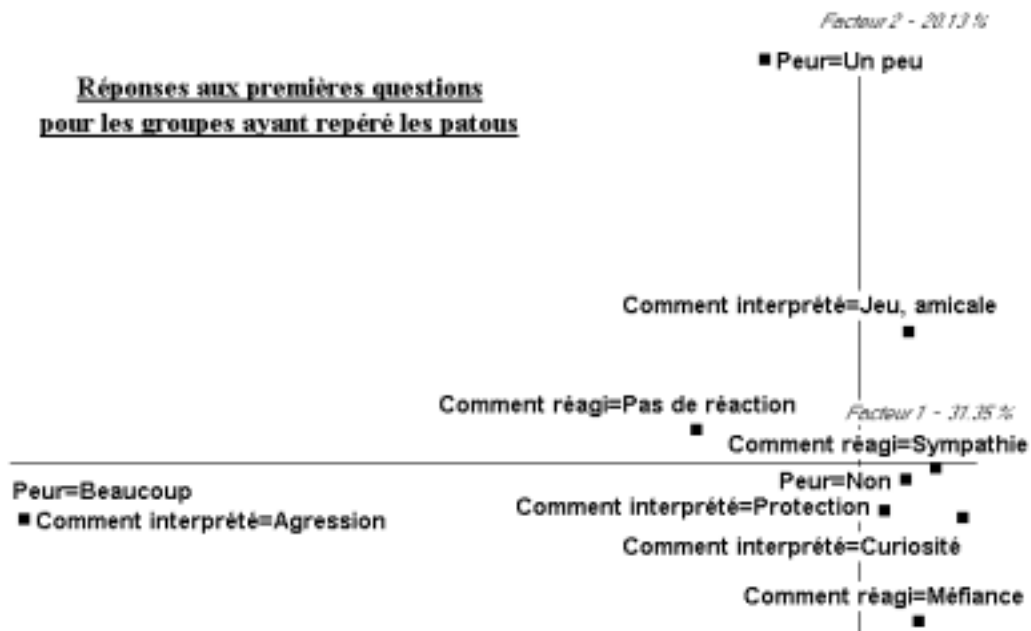 Facteur 2 - 20.13 %
Peur=Un peu
Réponses aux premières questions
pour les groupes ayant repéré les patous
Comment interprété=Jeu, amicale
Comment réagi=Pas de réaction
Facteur 1 - 31.35 %
Comment réagi=Sympathie
Peur=Non
Peur=Beaucoup
Comment interprété=Protection
Comment interprété=Agression
Comment interprété=Curiosité
Comment réagi=Méfiance